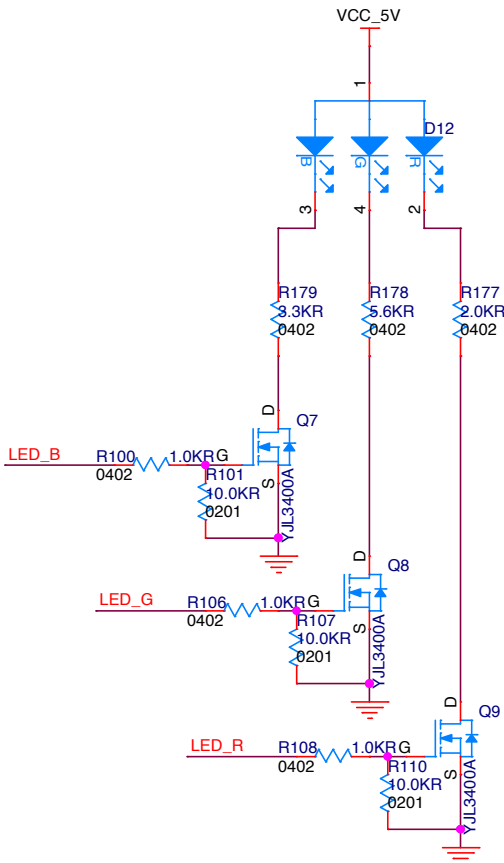 VCC_5V
1
D12
B
G
R
3
4
2
R179
3.3KR
0402
R178
5.6KR
0402
R177
2.0KR
0402
D
Q7
LED_B
R100
1.0KR
G
0402
R101
10.0KR
0201
S
YJL3400A
D
Q8
LED_G
R106
1.0KR
G
0402
R107
10.0KR
0201
S
YJL3400A
D
Q9
LED_R
R108
1.0KR
G
0402
R110
10.0KR
0201
S
YJL3400A